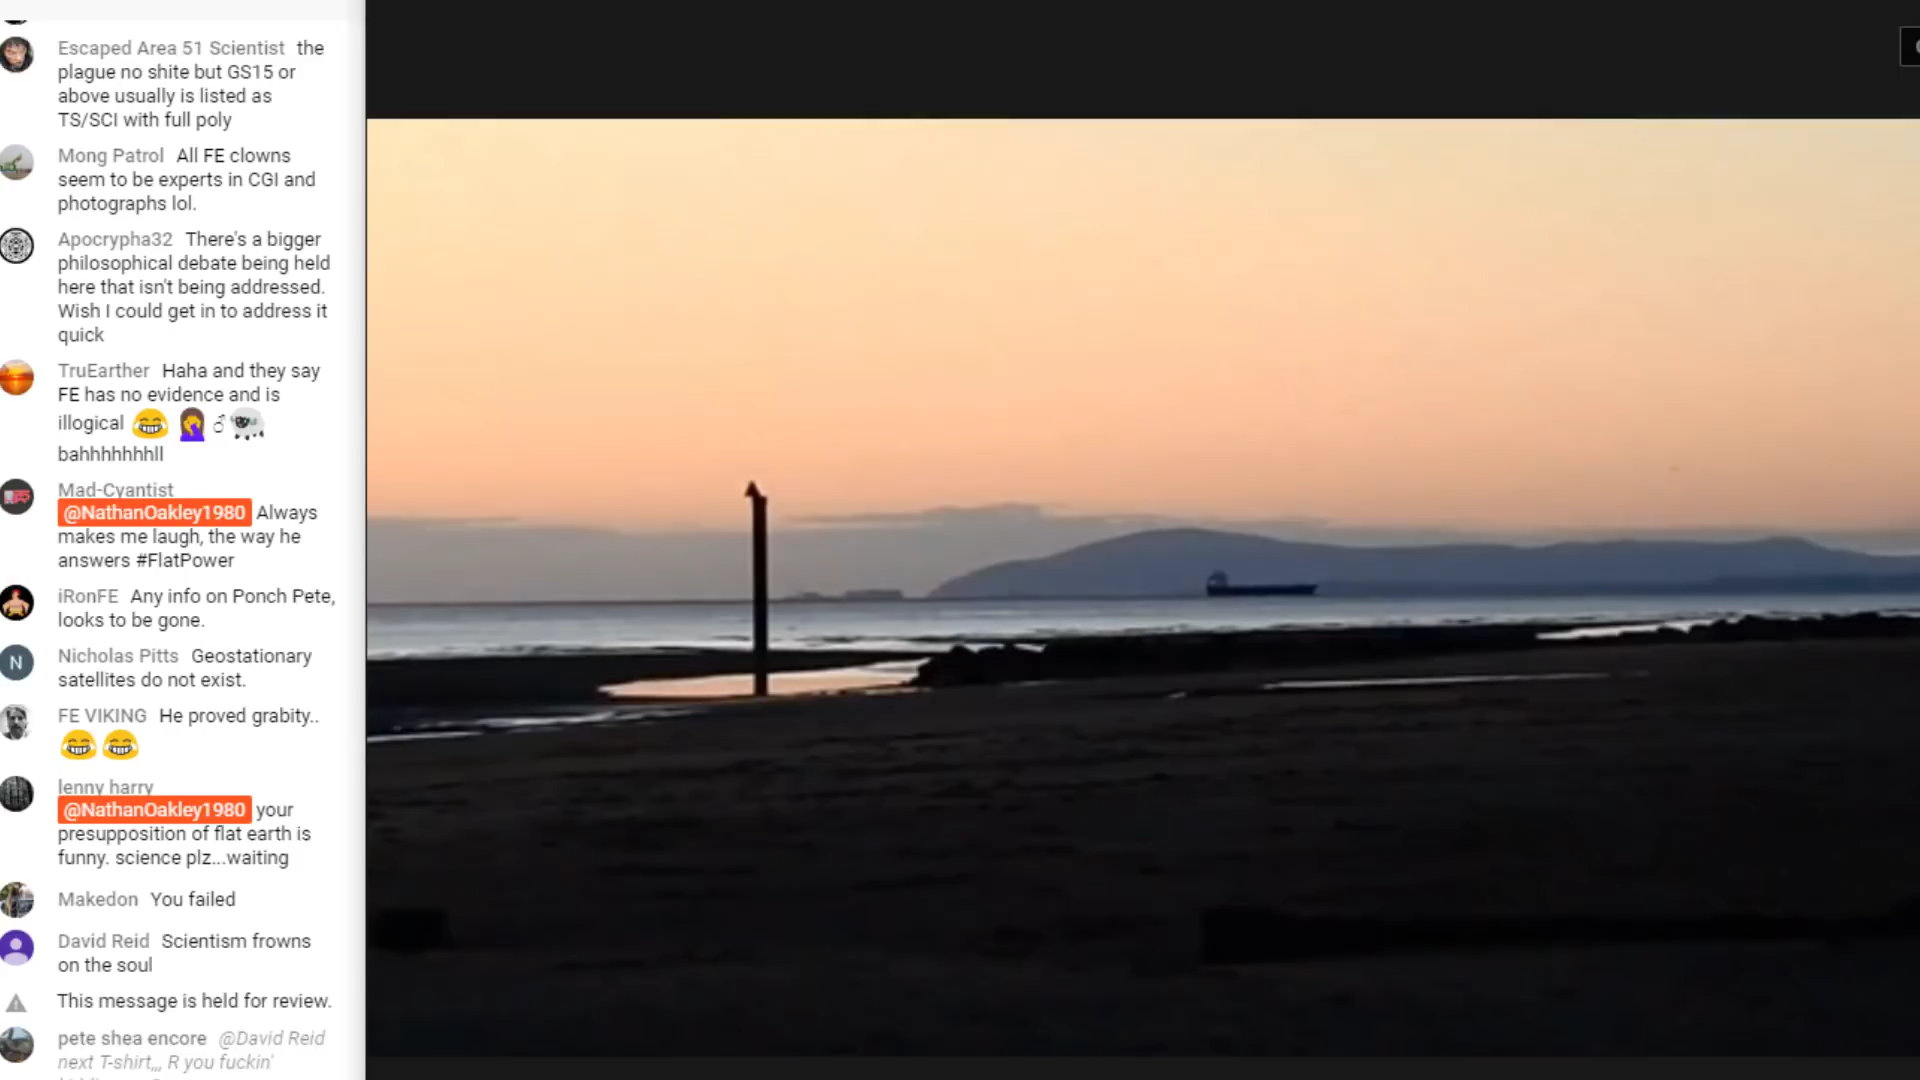 Escaped Area 51 Scientist the
plague no shite but GS15 or
above usually is listed as
TS/SCI with full poly
Mong Patrol All FE clowns
seem to be experts in CGI and
photographs lol.
Apocrypha32 There's a bigger
philosophical debate being held
here that isn't being addressed.
Wish I could get in to address it
quick
TruEarther Haha and they say
FE has no evidence and is
illogical 😂 🤦 ♂ 🐑
bahhhhhhhll
Mad-Cyantist
@NathanOakley1980 Always
makes me laugh, the way he
answers #FlatPower
iRonFE Any info on Ponch Pete,
looks to be gone.
N
Nicholas Pitts Geostationary
satellites do not exist.
FE VIKING He proved grabity..
😂 😂
lenny harry
@NathanOakley1980 your
presupposition of flat earth is
funny. science plz...waiting
Makedon You failed
David Reid Scientism frowns
on the soul
This message is held for review.
pete shea encore @David Reid
next T-shirt,,, R you fuckin'